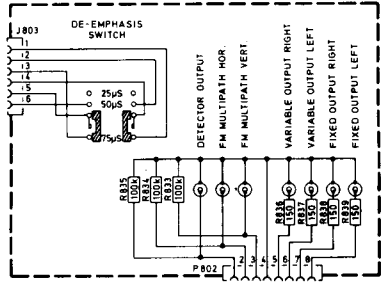 DE-EMPHASIS
SWITCH
J803
1
2
3
4
5
6
25µS
50µS
75µS
DETECTOR OUTPUT
FM MULTIPATH HOR.
FM MULTIPATH VERT.
VARIABLE OUTPUT RIGHT
VARIABLE OUTPUT LEFT
FIXED OUTPUT RIGHT
FIXED OUTPUT LEFT
R835 100k
R834 100k
R833 100k
R836 150
R837 150
R838 150
R839 150
P802
2 3 4 5 6 7 8